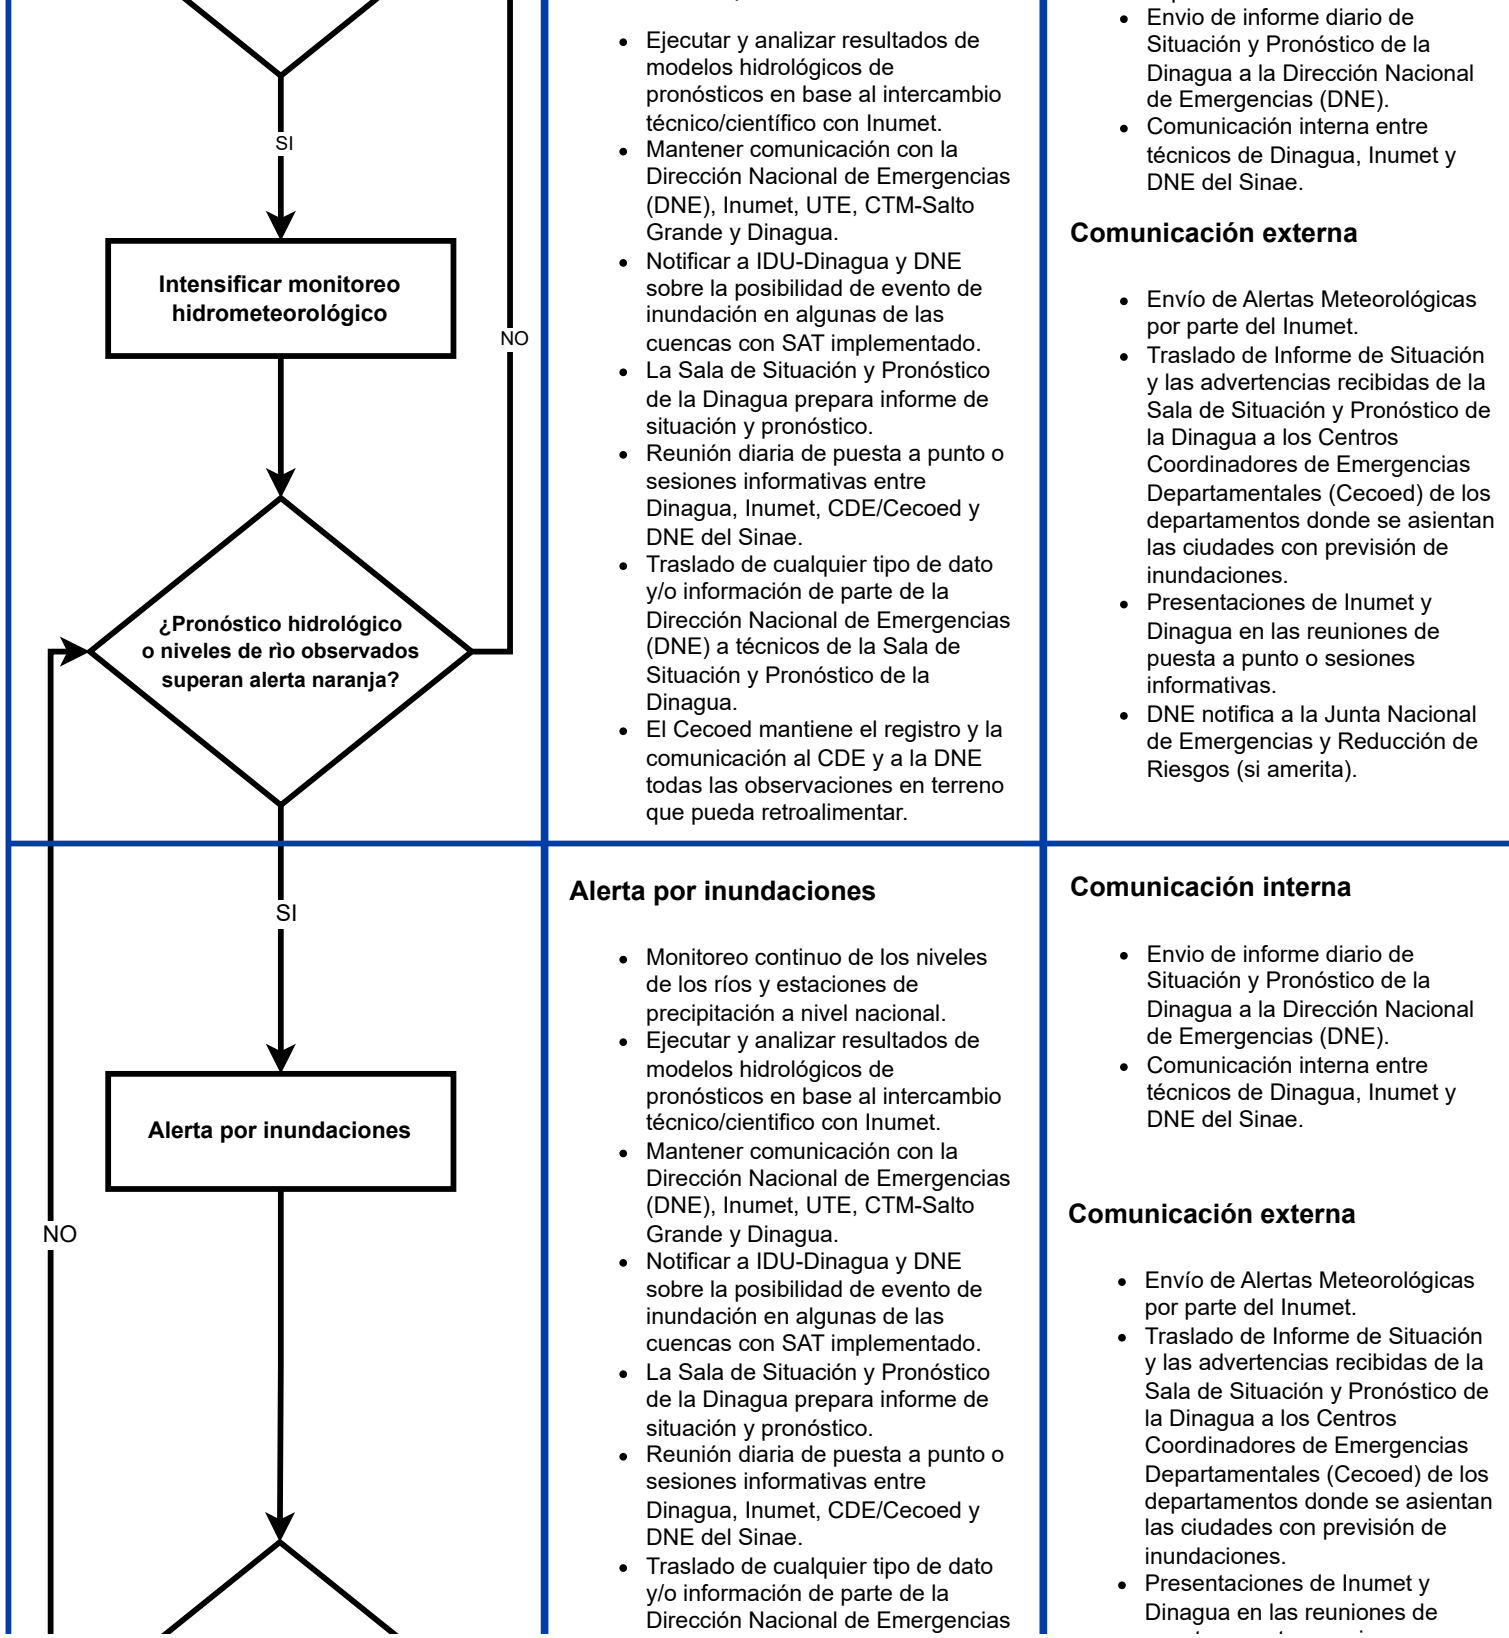 SI
Intensificar monitoreo
hidrometeorológico
NO
¿Pronóstico hidrológico
o niveles de rìo observados
superan alerta naranja?
• Ejecutar y analizar resultados de
modelos hidrológicos de
pronósticos en base al intercambio
técnico/científico con Inumet.
• Mantener comunicación con la
Dirección Nacional de Emergencias
(DNE), Inumet, UTE, CTM-Salto
Grande y Dinagua.
• Notificar a IDU-Dinagua y DNE
sobre la posibilidad de evento de
inundación en algunas de las
cuencas con SAT implementado.
• La Sala de Situación y Pronóstico
de la Dinagua prepara informe de
situación y pronóstico.
• Reunión diaria de puesta a punto o
sesiones informativas entre
Dinagua, Inumet, CDE/Cecoed y
DNE del Sinae.
• Traslado de cualquier tipo de dato
y/o información de parte de la
Dirección Nacional de Emergencias
(DNE) a técnicos de la Sala de
Situación y Pronóstico de la
Dinagua.
• El Cecoed mantiene el registro y la
comunicación al CDE y a la DNE
todas las observaciones en terreno
que pueda retroalimentar.
• Envio de informe diario de
Situación y Pronóstico de la
Dinagua a la Dirección Nacional
de Emergencias (DNE).
• Comunicación interna entre
técnicos de Dinagua, Inumet y
DNE del Sinae.
Comunicación externa
• Envío de Alertas Meteorológicas
por parte del Inumet.
• Traslado de Informe de Situación
y las advertencias recibidas de la
Sala de Situación y Pronóstico de
la Dinagua a los Centros
Coordinadores de Emergencias
Departamentales (Cecoed) de los
departamentos donde se asientan
las ciudades con previsión de
inundaciones.
• Presentaciones de Inumet y
Dinagua en las reuniones de
puesta a punto o sesiones
informativas.
• DNE notifica a la Junta Nacional
de Emergencias y Reducción de
Riesgos (si amerita).
SI
Alerta por inundaciones
NO
Alerta por inundaciones
• Monitoreo continuo de los niveles
de los ríos y estaciones de
precipitación a nivel nacional.
• Ejecutar y analizar resultados de
modelos hidrológicos de
pronósticos en base al intercambio
técnico/cientifico con Inumet.
• Mantener comunicación con la
Dirección Nacional de Emergencias
(DNE), Inumet, UTE, CTM-Salto
Grande y Dinagua.
• Notificar a IDU-Dinagua y DNE
sobre la posibilidad de evento de
inundación en algunas de las
cuencas con SAT implementado.
• La Sala de Situación y Pronóstico
de la Dinagua prepara informe de
situación y pronóstico.
• Reunión diaria de puesta a punto o
sesiones informativas entre
Dinagua, Inumet, CDE/Cecoed y
DNE del Sinae.
• Traslado de cualquier tipo de dato
y/o información de parte de la
Dirección Nacional de Emergencias
Comunicación interna
• Envio de informe diario de
Situación y Pronóstico de la
Dinagua a la Dirección Nacional
de Emergencias (DNE).
• Comunicación interna entre
técnicos de Dinagua, Inumet y
DNE del Sinae.
Comunicación externa
• Envío de Alertas Meteorológicas
por parte del Inumet.
• Traslado de Informe de Situación
y las advertencias recibidas de la
Sala de Situación y Pronóstico de
la Dinagua a los Centros
Coordinadores de Emergencias
Departamentales (Cecoed) de los
departamentos donde se asientan
las ciudades con previsión de
inundaciones.
• Presentaciones de Inumet y
Dinagua en las reuniones de